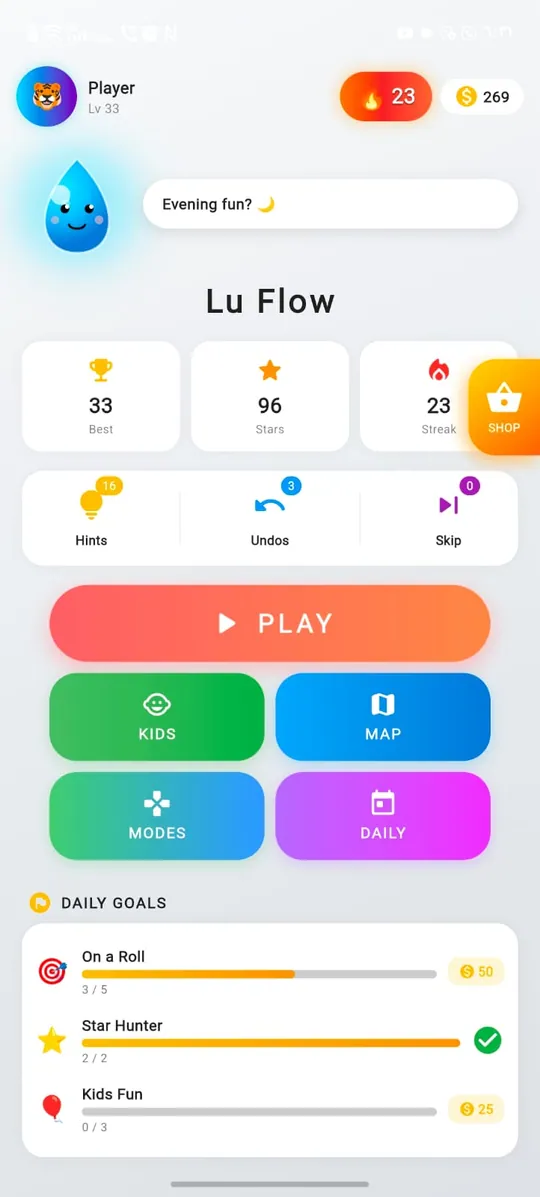 Player
Lv 33
23
269
Evening fun?
Lu Flow
33
Best
96
Stars
23
Streak
SHOP
16
Hints
3
Undos
0
Skip
PLAY
KIDS
MAP
MODES
DAILY
DAILY GOALS
On a Roll
3 / 5
50
Star Hunter
2 / 2
Kids Fun
0 / 3
25